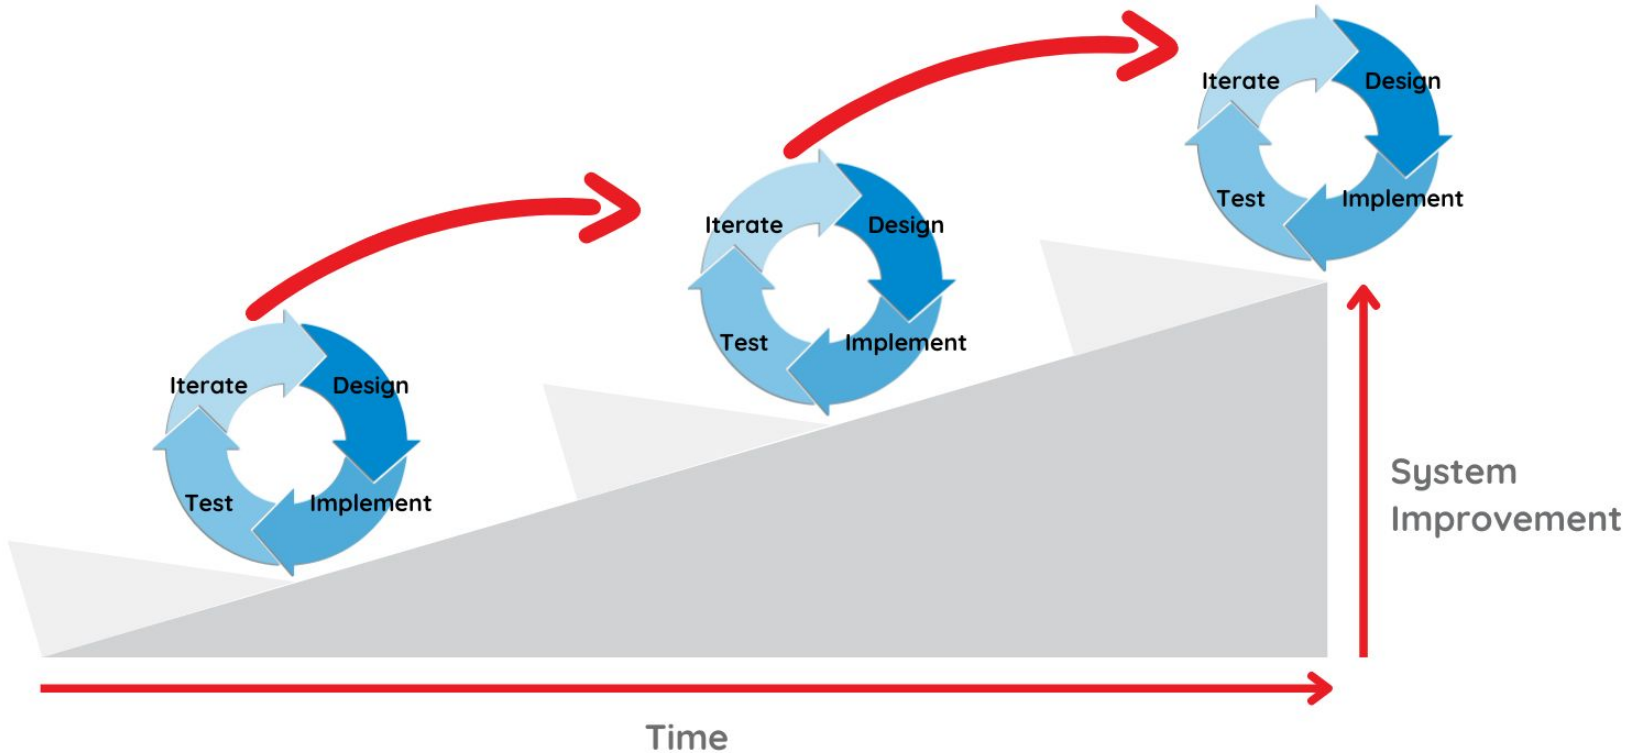 Iterate
Design
Test
Implement
Iterate
Design
Test
Implement
Iterate
Design
Test
Implement
System
Improvement
Time